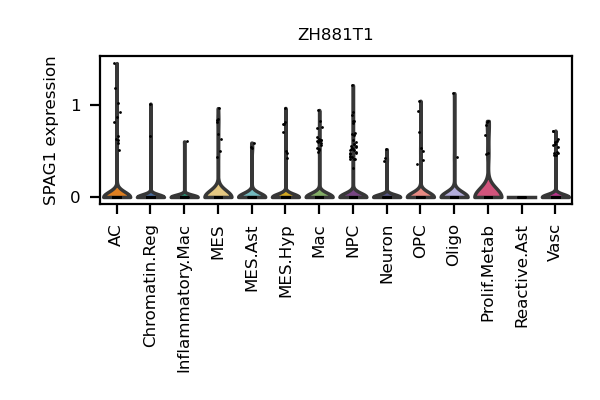 ZH881T1
SPAG1 expression
1
0
AC
Chromatin.Reg
Inflammatory.Mac
MES
MES.Ast
MES.Hyp
Mac
NPC
Neuron
OPC
Oligo
Prolif.Metab
Reactive.Ast
Vasc